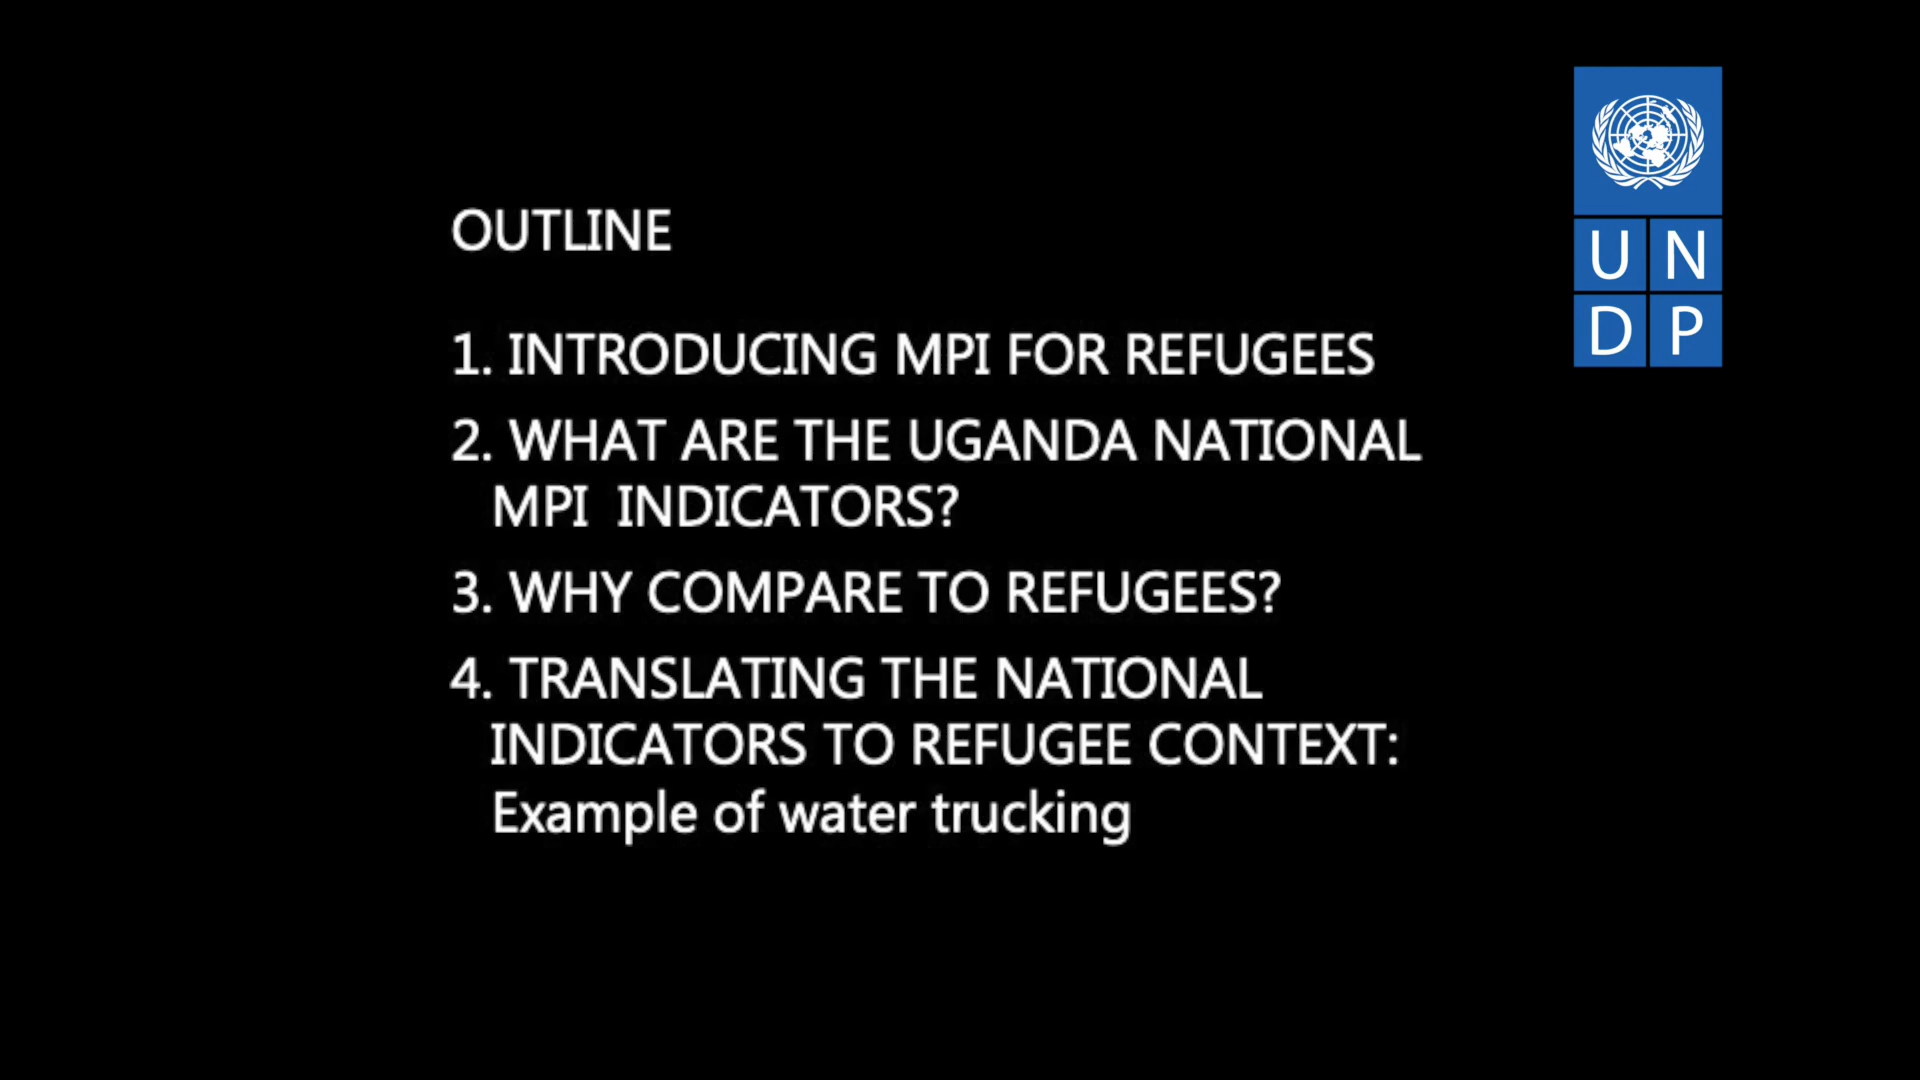 OUTLINE
1. INTRODUCING MPI FOR REFUGEES
2. WHAT ARE THE UGANDA NATIONAL
MPI  INDICATORS?
3. WHY COMPARE TO REFUGEES?
4. TRANSLATING THE NATIONAL
INDICATORS TO REFUGEE CONTEXT:
Example of water trucking
U N
D P